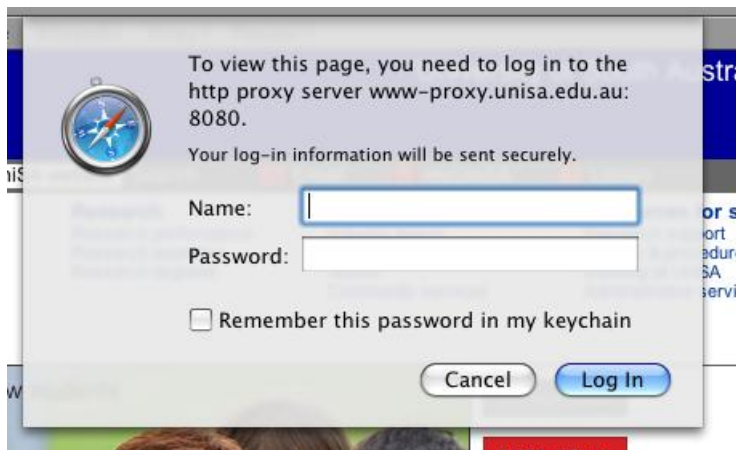 To view this page, you need to log in to the
http proxy server www-proxy.unisa.edu.au:
8080.
Your log-in information will be sent securely.
Name:
Password:
Remember this password in my keychain
Cancel
Log In